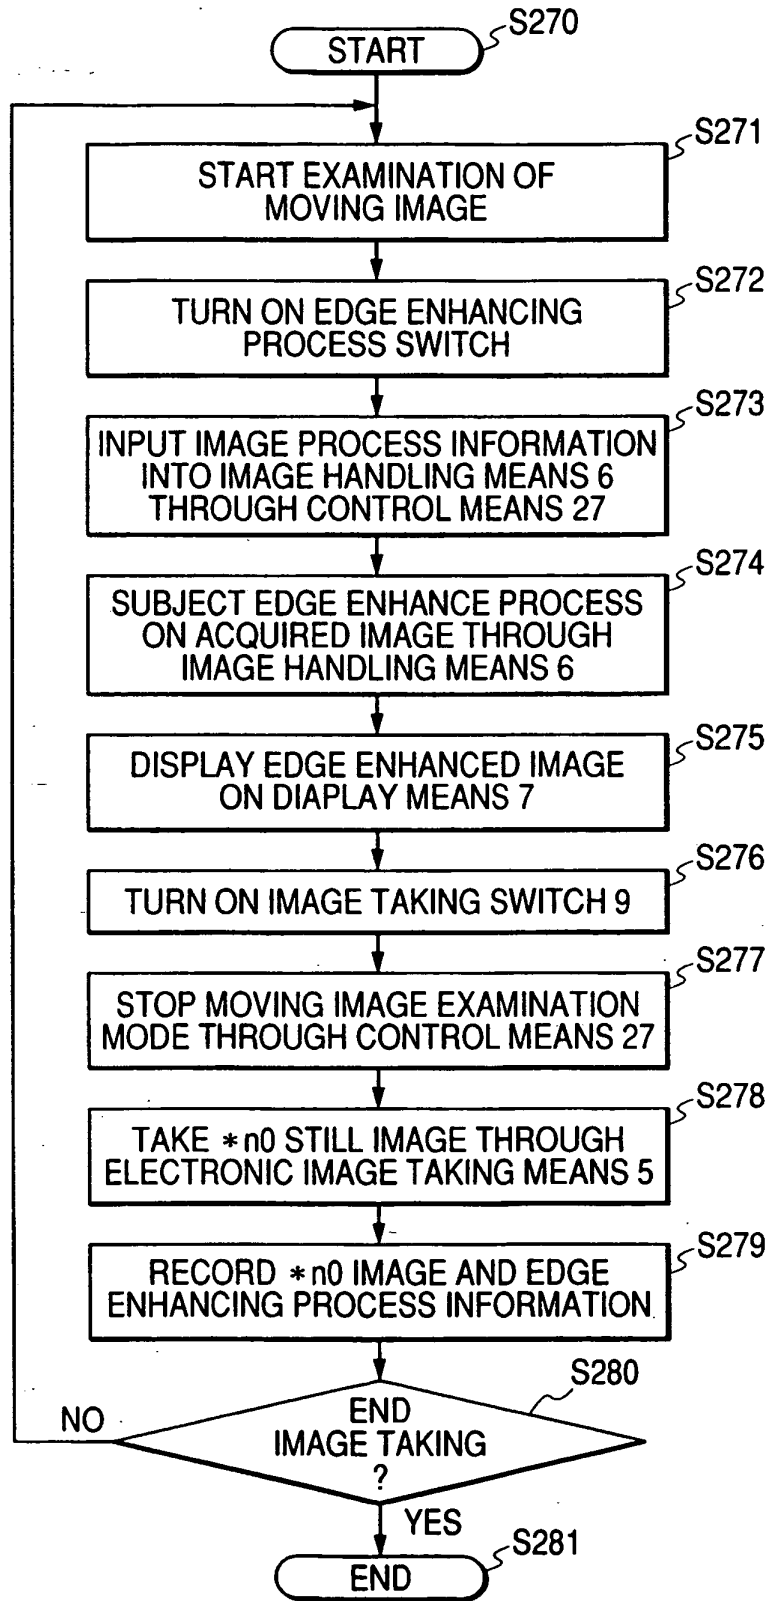 START
S270
S271
START EXAMINATION OF
MOVING IMAGE
S272
TURN ON EDGE ENHANCING
PROCESS SWITCH
S273
INPUT IMAGE PROCESS INFORMATION
INTO IMAGE HANDLING MEANS 6
THROUGH CONTROL MEANS 27
S274
SUBJECT EDGE ENHANCE PROCESS
ON ACQUIRED IMAGE THROUGH
IMAGE HANDLING MEANS 6
S275
DISPLAY EDGE ENHANCED IMAGE
ON DIAPLAY MEANS 7
S276
TURN ON IMAGE TAKING SWITCH 9
S277
STOP MOVING IMAGE EXAMINATION
MODE THROUGH CONTROL MEANS 27
S278
TAKE *n0 STILL IMAGE THROUGH
ELECTRONIC IMAGE TAKING MEANS 5
S279
RECORD *n0 IMAGE AND EDGE
ENHANCING PROCESS INFORMATION
S280
NO
END
IMAGE TAKING
?
YES
S281
END